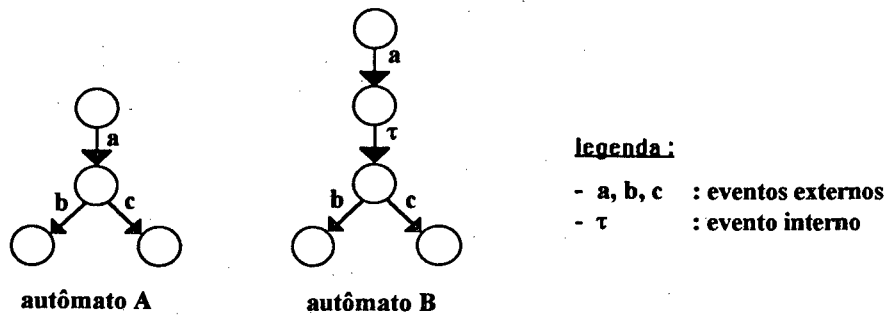 a
b
c
autômato A
a
τ
b
c
autômato B
legenda :
- a, b, c : eventos externos
- τ : evento interno